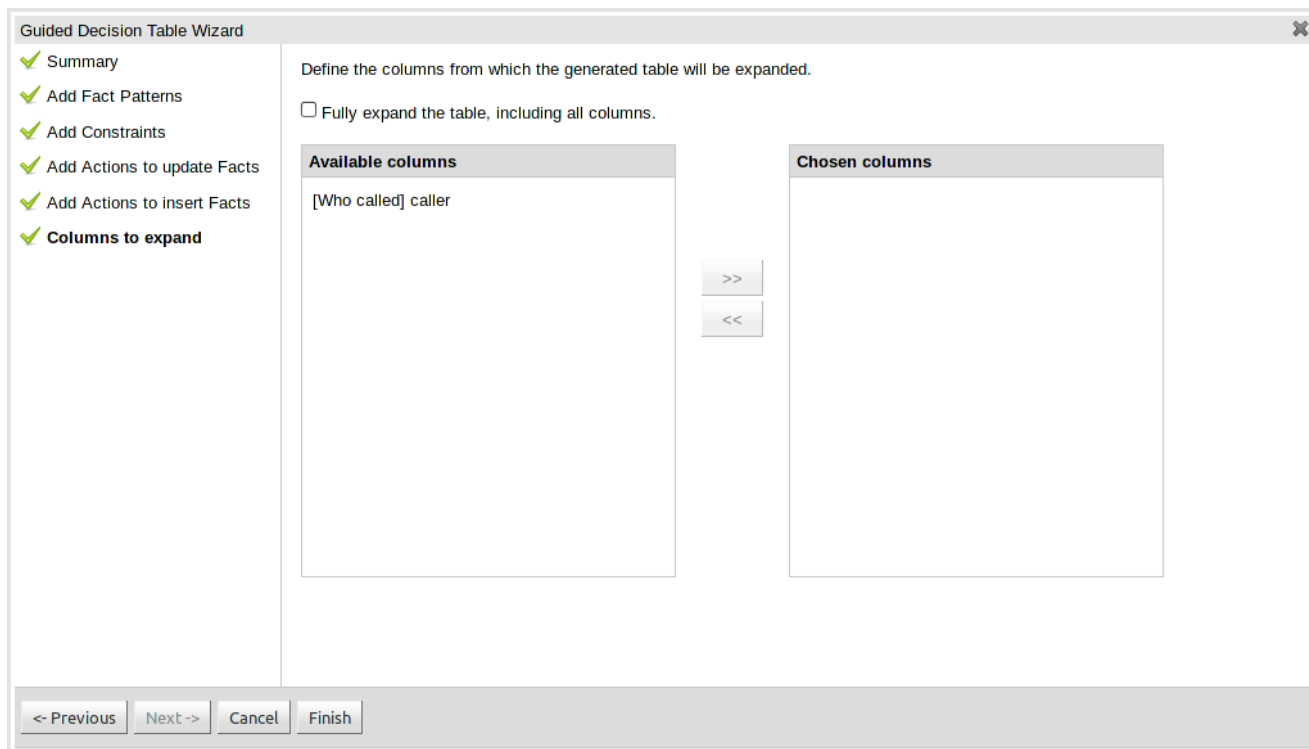 Guided Decision Table Wizard
Summary
Add Fact Patterns
Add Constraints
Add Actions to update Facts
Add Actions to insert Facts
Columns to expand
Define the columns from which the generated table will be expanded.
Fully expand the table, including all columns.
Available columns
[Who called] caller
>>
<<
Chosen columns
<- Previous
Next ->
Cancel
Finish